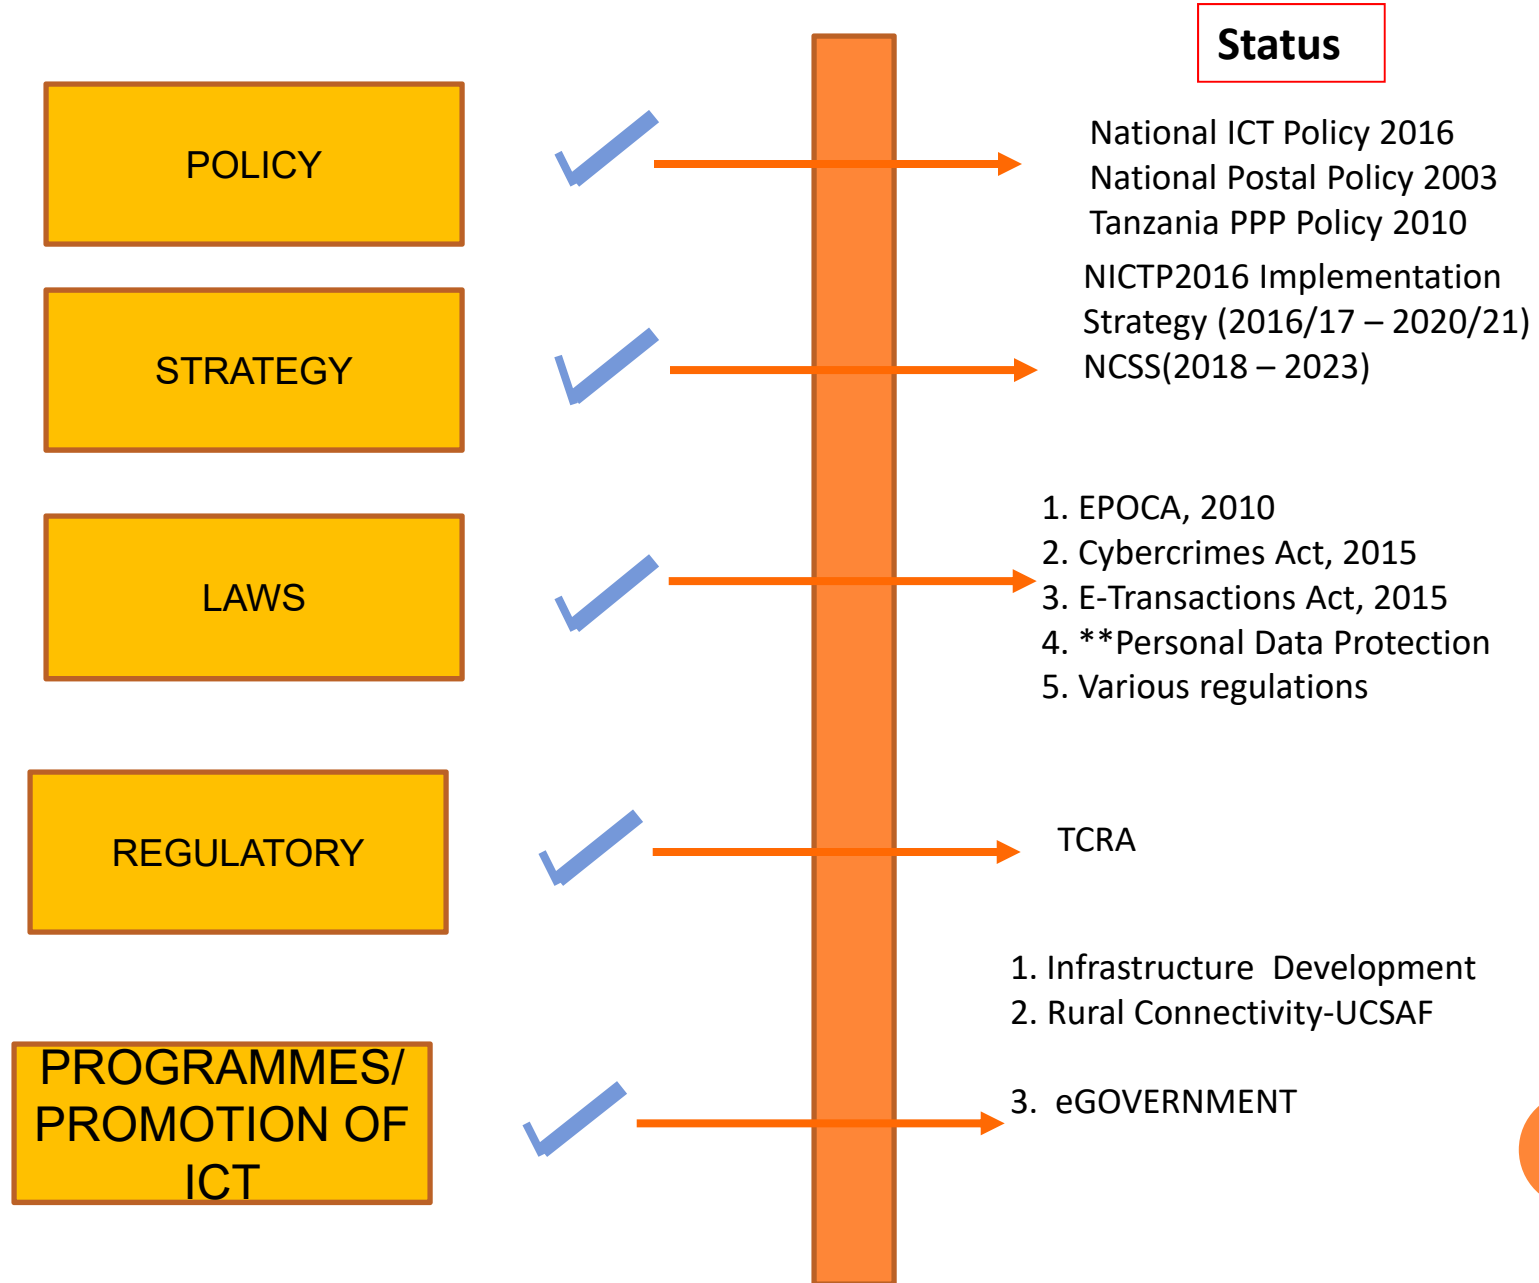 Status
POLICY
National ICT Policy 2016
National Postal Policy 2003
Tanzania PPP Policy 2010
STRATEGY
NICTP2016 Implementation
Strategy (2016/17 – 2020/21)
NCSS(2018 – 2023)
LAWS
1. EPOCA, 2010
2. Cybercrimes Act, 2015
3. E-Transactions Act, 2015
4. **Personal Data Protection
5. Various regulations
REGULATORY
TCRA
PROGRAMMES/
PROMOTION OF
ICT
1. Infrastructure  Development
2. Rural Connectivity-UCSAF
3.  eGOVERNMENT